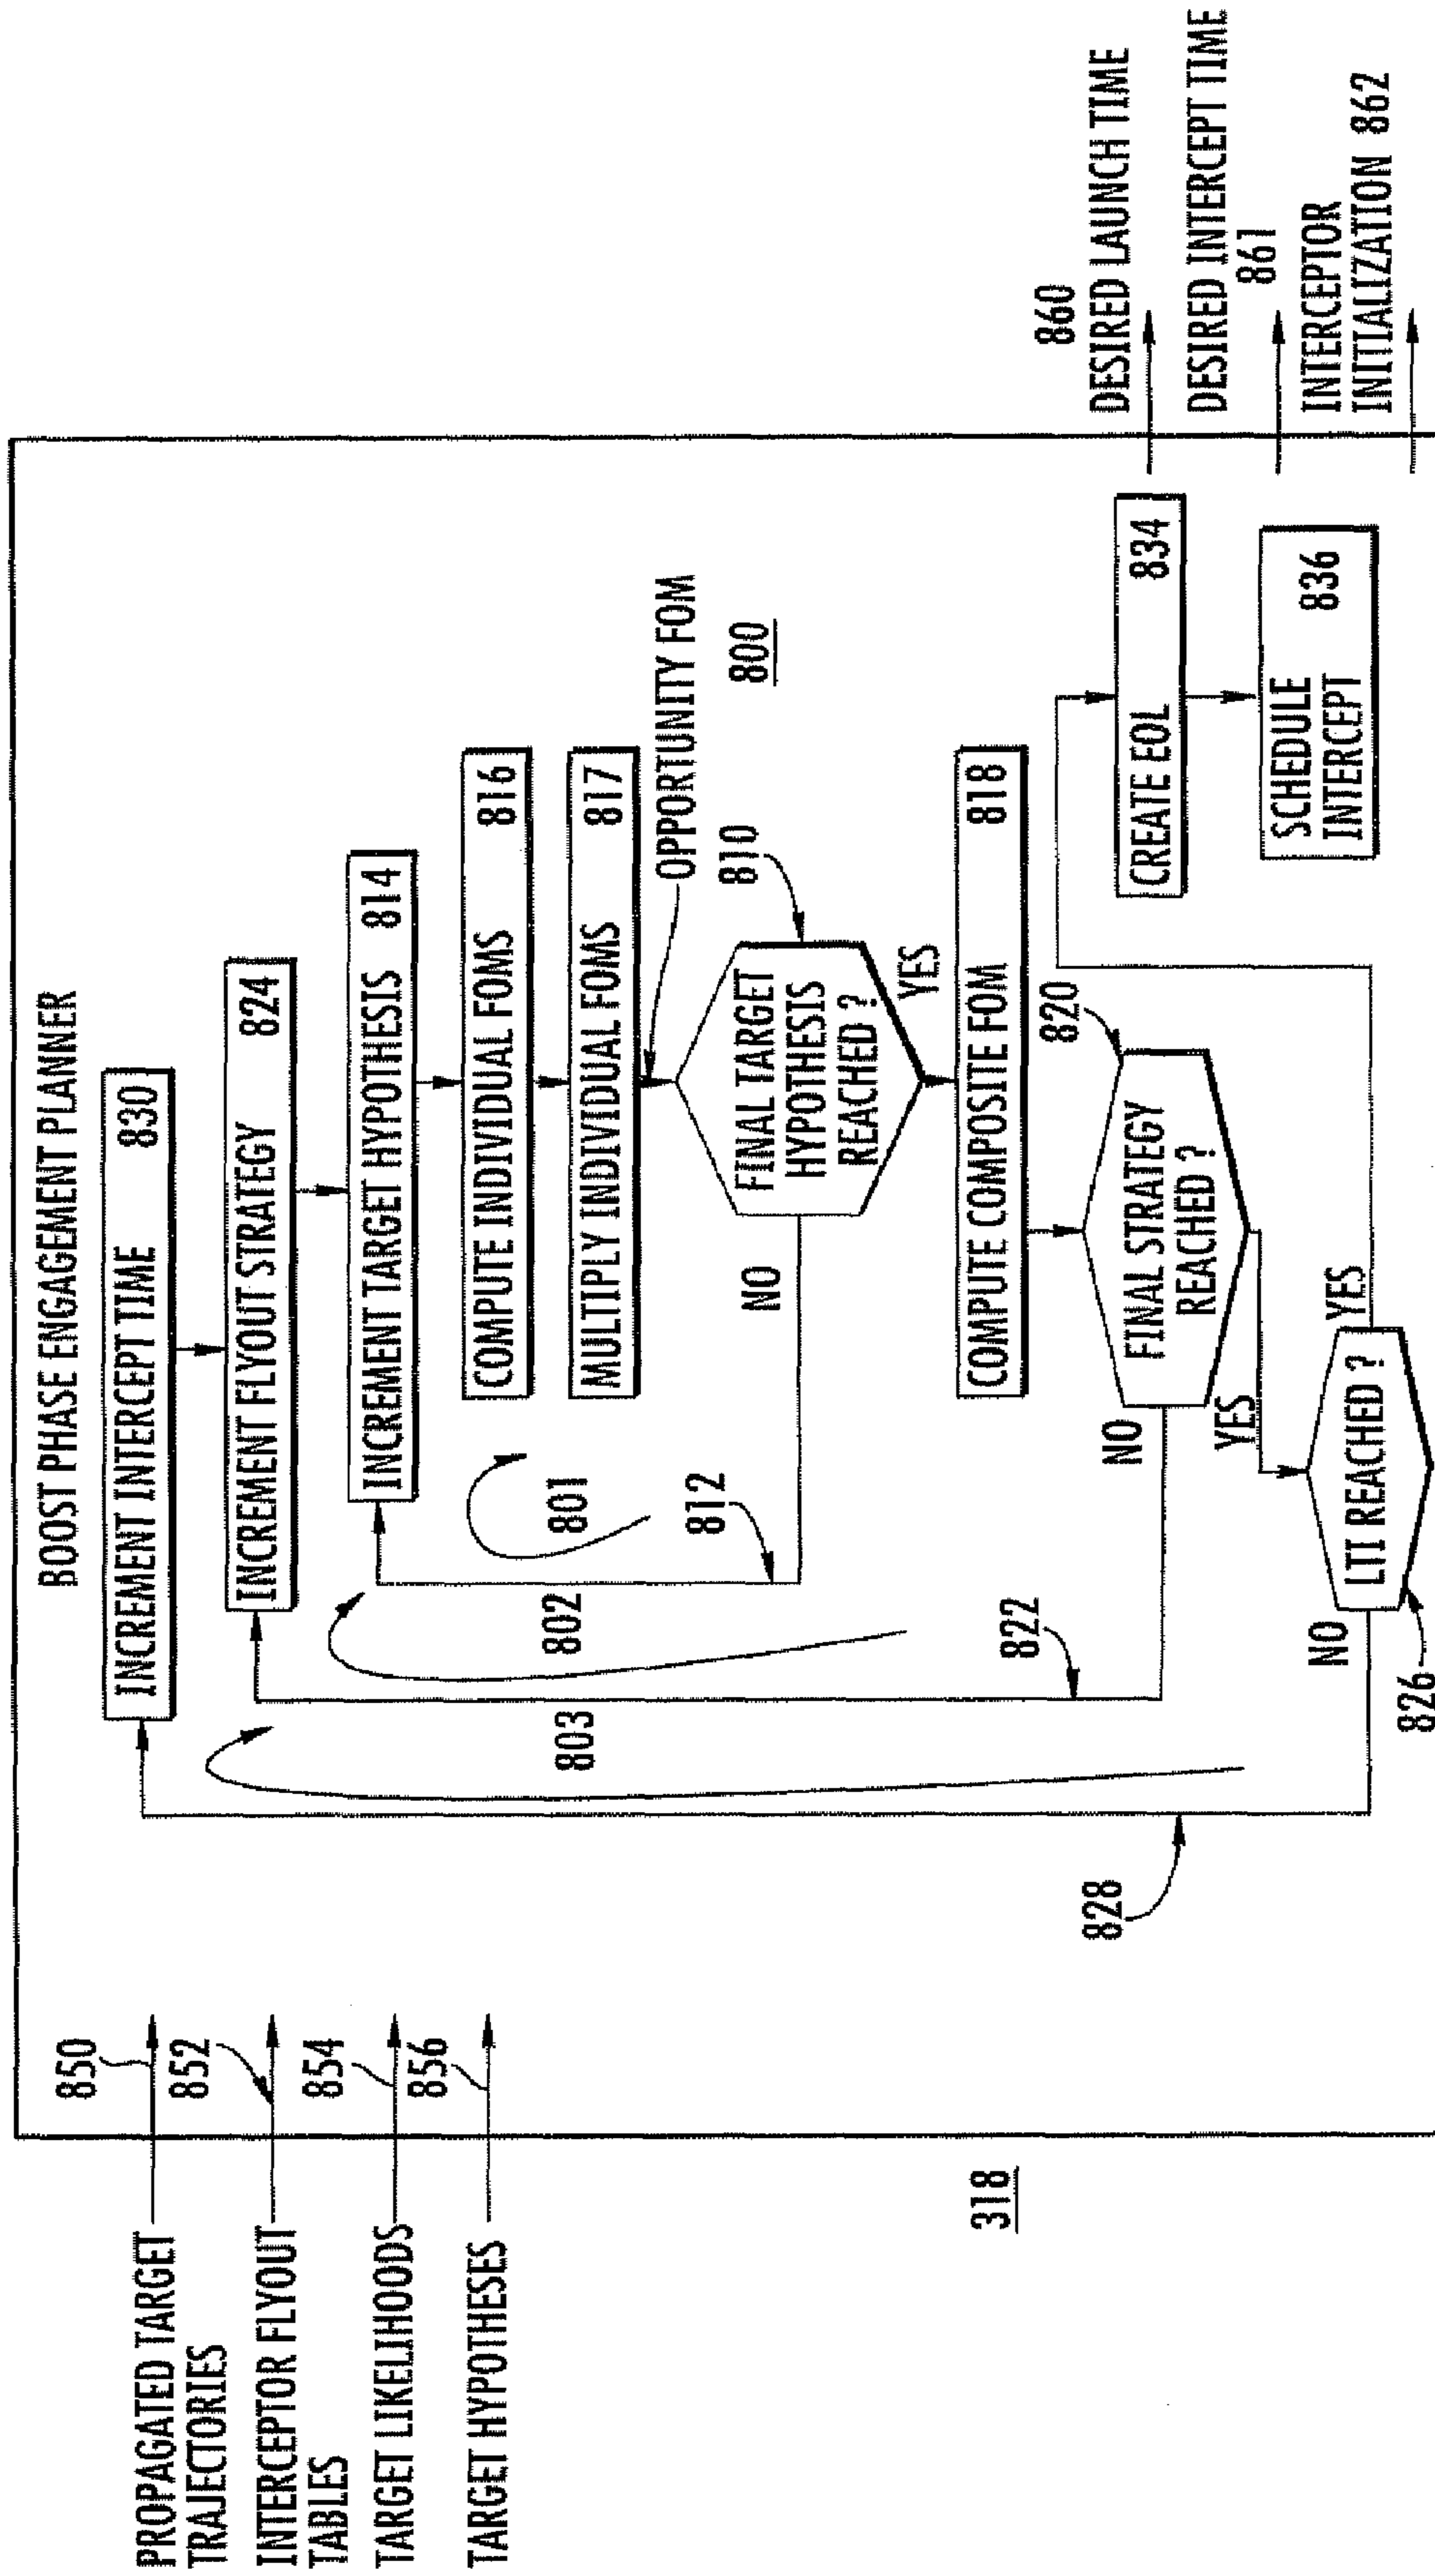 BOOST PHASE ENGAGEMENT PLANNER
850
PROPAGATED TARGET
TRAJECTORIES
852
INTERCEPTOR FLYOUT
TABLES
854
TARGET LIKELIHOODS
856
TARGET HYPOTHESES
318
INCREMENT INTERCEPT TIME 830
INCREMENT FLYOUT STRATEGY 824
INCREMENT TARGET HYPOTHESIS 814
COMPUTE INDIVIDUAL FOMS 816
MULTIPLY INDIVIDUAL FOMS 817
OPPORTUNITY FOM
800
801
802
803
812
810
FINAL TARGET
HYPOTHESIS
REACHED ?
NO
YES
COMPUTE COMPOSITE FOM 818
820
822
FINAL STRATEGY
REACHED ?
NO
YES
828
LTI REACHED ?
NO
YES
826
CREATE EOL 834
SCHEDULE
INTERCEPT 836
860
DESIRED LAUNCH TIME
DESIRED INTERCEPT TIME
861
INTERCEPTOR
INITIALIZATION 862